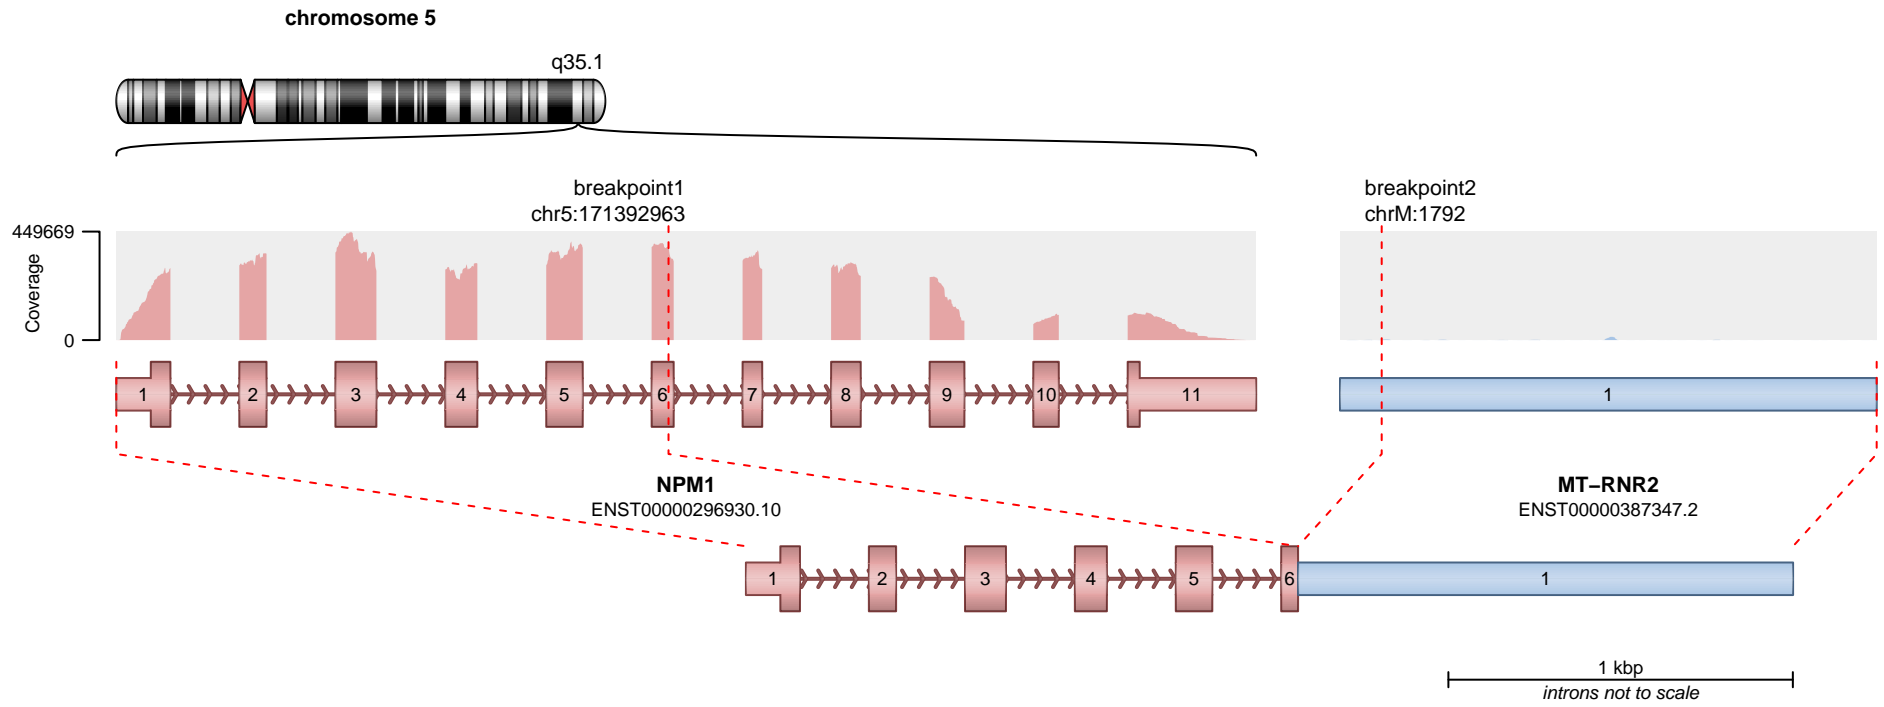 chromosome 5
q35.1
breakpoint1
chr5:171392963
breakpoint2
chrM:1792
449669
Coverage
0
1 2 3 4 5 6 7 8 9 10 11
1
NPM1
ENST00000296930.10
MT−RNR2
ENST00000387347.2
1 2 3 4 5 6 1
1 kbp
introns not to scale